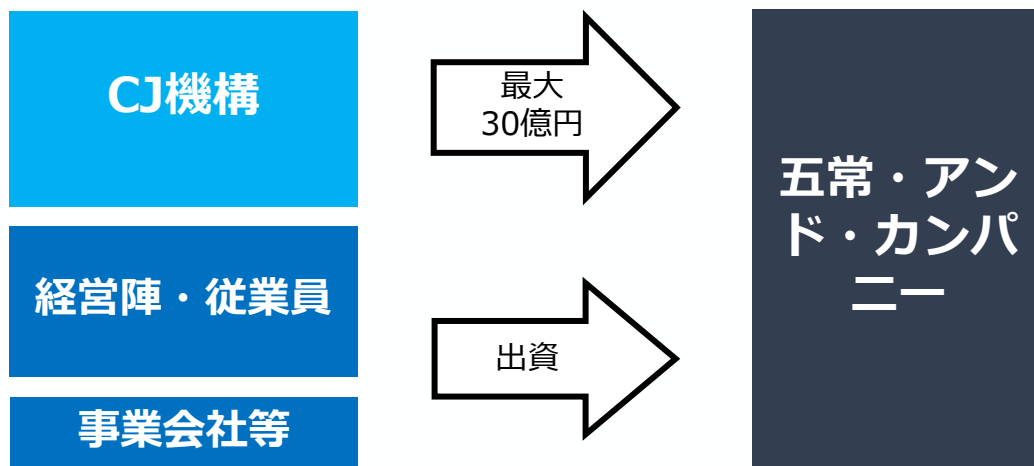 CJ機構
最大
30億円
経営陣・従業員
出資
事業会社等
五常・アン
ド・カンパ
ニー